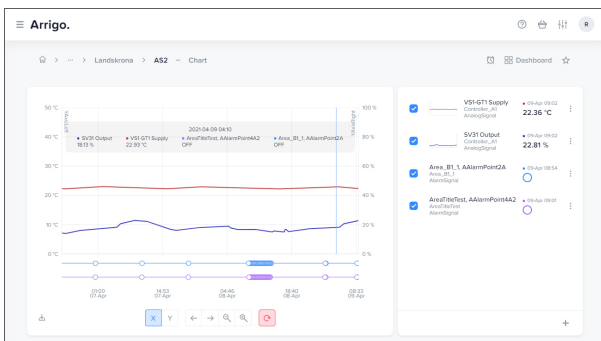 Arrigo.
R
> ... > Landskrona > AS2 – Chart
Dashboard
50 °C
100 %
2021-04-09 04:10
SV31 Output
18.13 %
VS1 GT1 Supply
22.93 °C
AreaTitleTest, AAlarmPoint4A2
OFF
Area_B1_1, AAlarmPoint2A
OFF
40 °C
80 %
30 °C
60 %
20 °C
40 %
10 °C
20 %
0 °C
0 %
01:00
07-Apr
14:53
07-Apr
04:46
08-Apr
18:40
08-Apr
08:33
09-Apr
X Y
VS1-GT1 Supply
Controller_A1
AnalogSignal
09-Apr 09:02
22.36 °C
SV31 Output
Controller_A1
AnalogSignal
09-Apr 09:02
22.81 %
Area_B1_1, AAlarmPoint2A
Area_B1_1
AlarmSignal
09-Apr 08:54
AreaTitleTest, AAlarmPoint4A2
AreaTitleTest
AlarmSignal
09-Apr 09:01